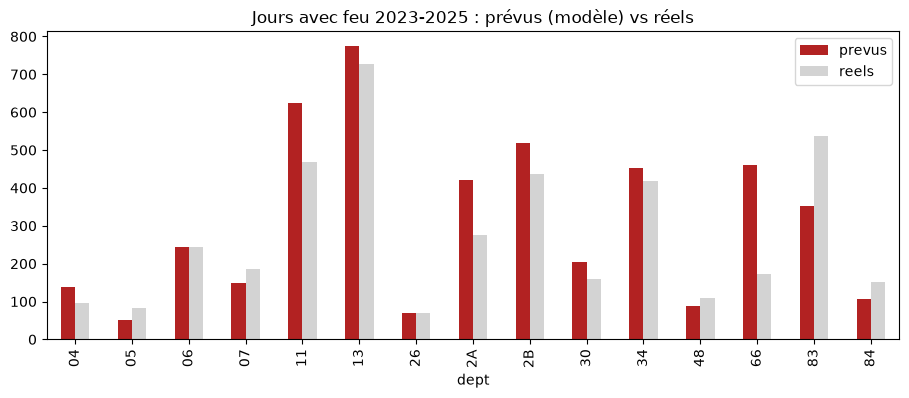 Jours avec feu 2023-2025 : prévus (modèle) vs réels
prevus
reels
800
700
600
500
400
300
200
100
0
04 05 06 07 11 13 26 2A 2B 30 34 48 66 83 84
dept